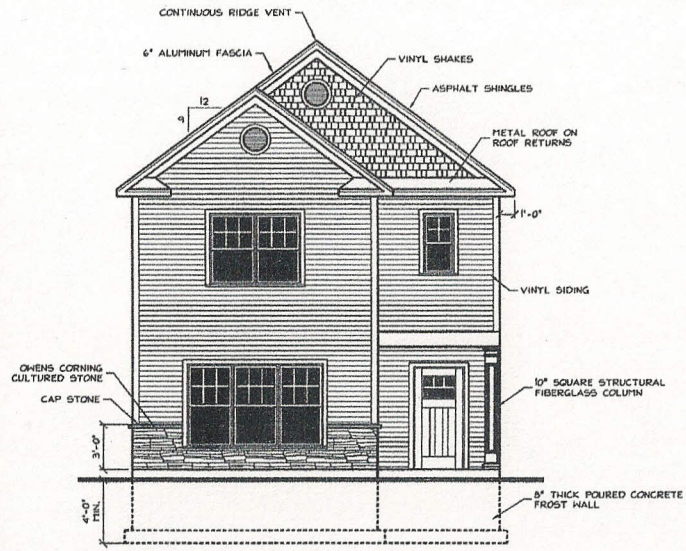 CONTINUOUS RIDGE VENT
6" ALUMINUM FASCIA
VINYL SHAKES
ASPHALT SHINGLES
12
9
METAL ROOF ON
ROOF RETURNS
1'-0"
VINYL SIDING
OWENS CORNING
CULTURED STONE
CAP STONE
10" SQUARE STRUCTURAL
FIBERGLASS COLUMN
3'-0"
4'-0"
MIN.
8" THICK POURED CONCRETE
FROST WALL